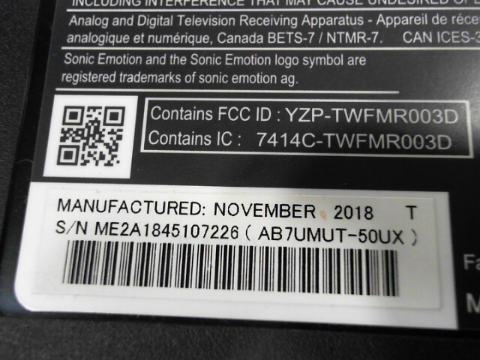 INCLUDING INTERFERENCE THAT MAY CAUSE UNDESIRED
Analog and Digital Television Receiving Apparatus - Appareil de
analogique et numérique, Canada BETS-7 / NTMR-7. CAN ICES-3
Sonic Emotion and the Sonic Emotion logo symbol are
registered trademarks of sonic emotion ag.
Contains FCC ID : YZP-TWFMR003D
Contains IC : 7414C-TWFMR003D
MANUFACTURED: NOVEMBER 2018 T
S/N ME2A1845107226 ( AB7UMUT-50UX )